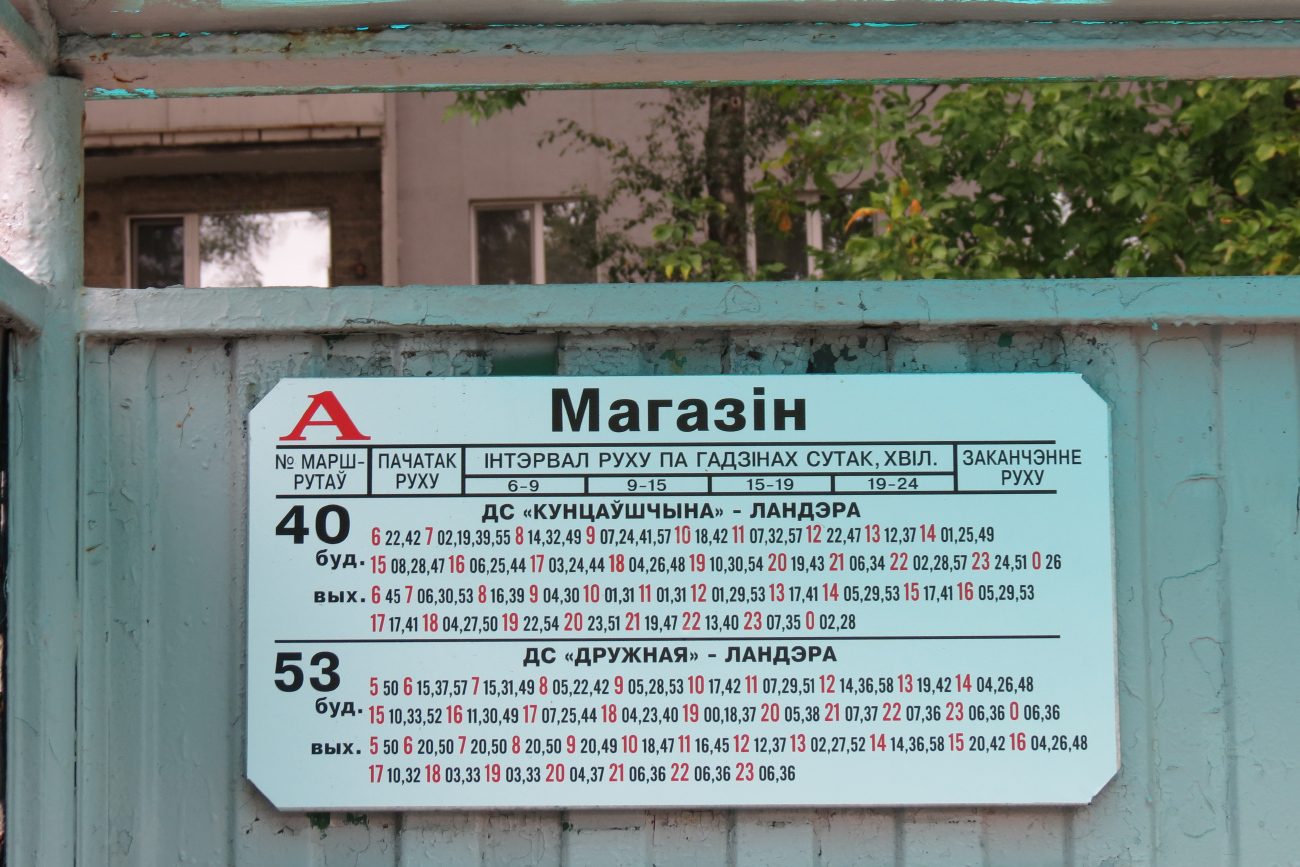 А Магазін
№ МАРШ- ПАЧАТАК ІНТЭРВАЛ РУХУ ПА ГАДЗІНАХ СУТАК, ХВІЛ. ЗАКАНЧЭННЕ
РУТАЎ РУХУ 6-9 9-15 15-19 19-24 РУХУ
40 ДС «КУНЦАЎШЧЫНА» - ЛАНДЭРА
буд. 6 22,42 7 02,19,39,55 8 14,32,49 9 07,24,41,57 10 18,42 11 07,32,57 12 22,47 13 12,37 14 01,25,49
15 08,28,47 16 06,25,44 17 03,24,44 18 04,26,48 19 10,30,54 20 19,43 21 06,34 22 02,28,57 23 24,51 0 26
вых. 6 45 7 06,30,53 8 16,39 9 04,30 10 01,31 11 01,31 12 01,29,53 13 17,41 14 05,29,53 15 17,41 16 05,29,53
17 17,41 18 04,27,50 19 22,54 20 23,51 21 19,47 22 13,40 23 07,35 0 02,28
53 ДС «ДРУЖНАЯ» - ЛАНДЭРА
буд. 5 50 6 15,37,57 7 15,31,49 8 05,22,42 9 05,28,53 10 17,42 11 07,29,51 12 14,36,58 13 19,42 14 04,26,48
15 10,33,52 16 11,30,49 17 07,25,44 18 04,23,40 19 00,18,37 20 05,38 21 07,37 22 07,36 23 06,36 0 06,36
вых. 5 50 6 20,50 7 20,50 8 20,50 9 20,49 10 18,47 11 16,45 12 12,37 13 02,27,52 14 14,36,58 15 20,42 16 04,26,48
17 10,32 18 03,33 19 03,33 20 04,37 21 06,36 22 06,36 23 06,36